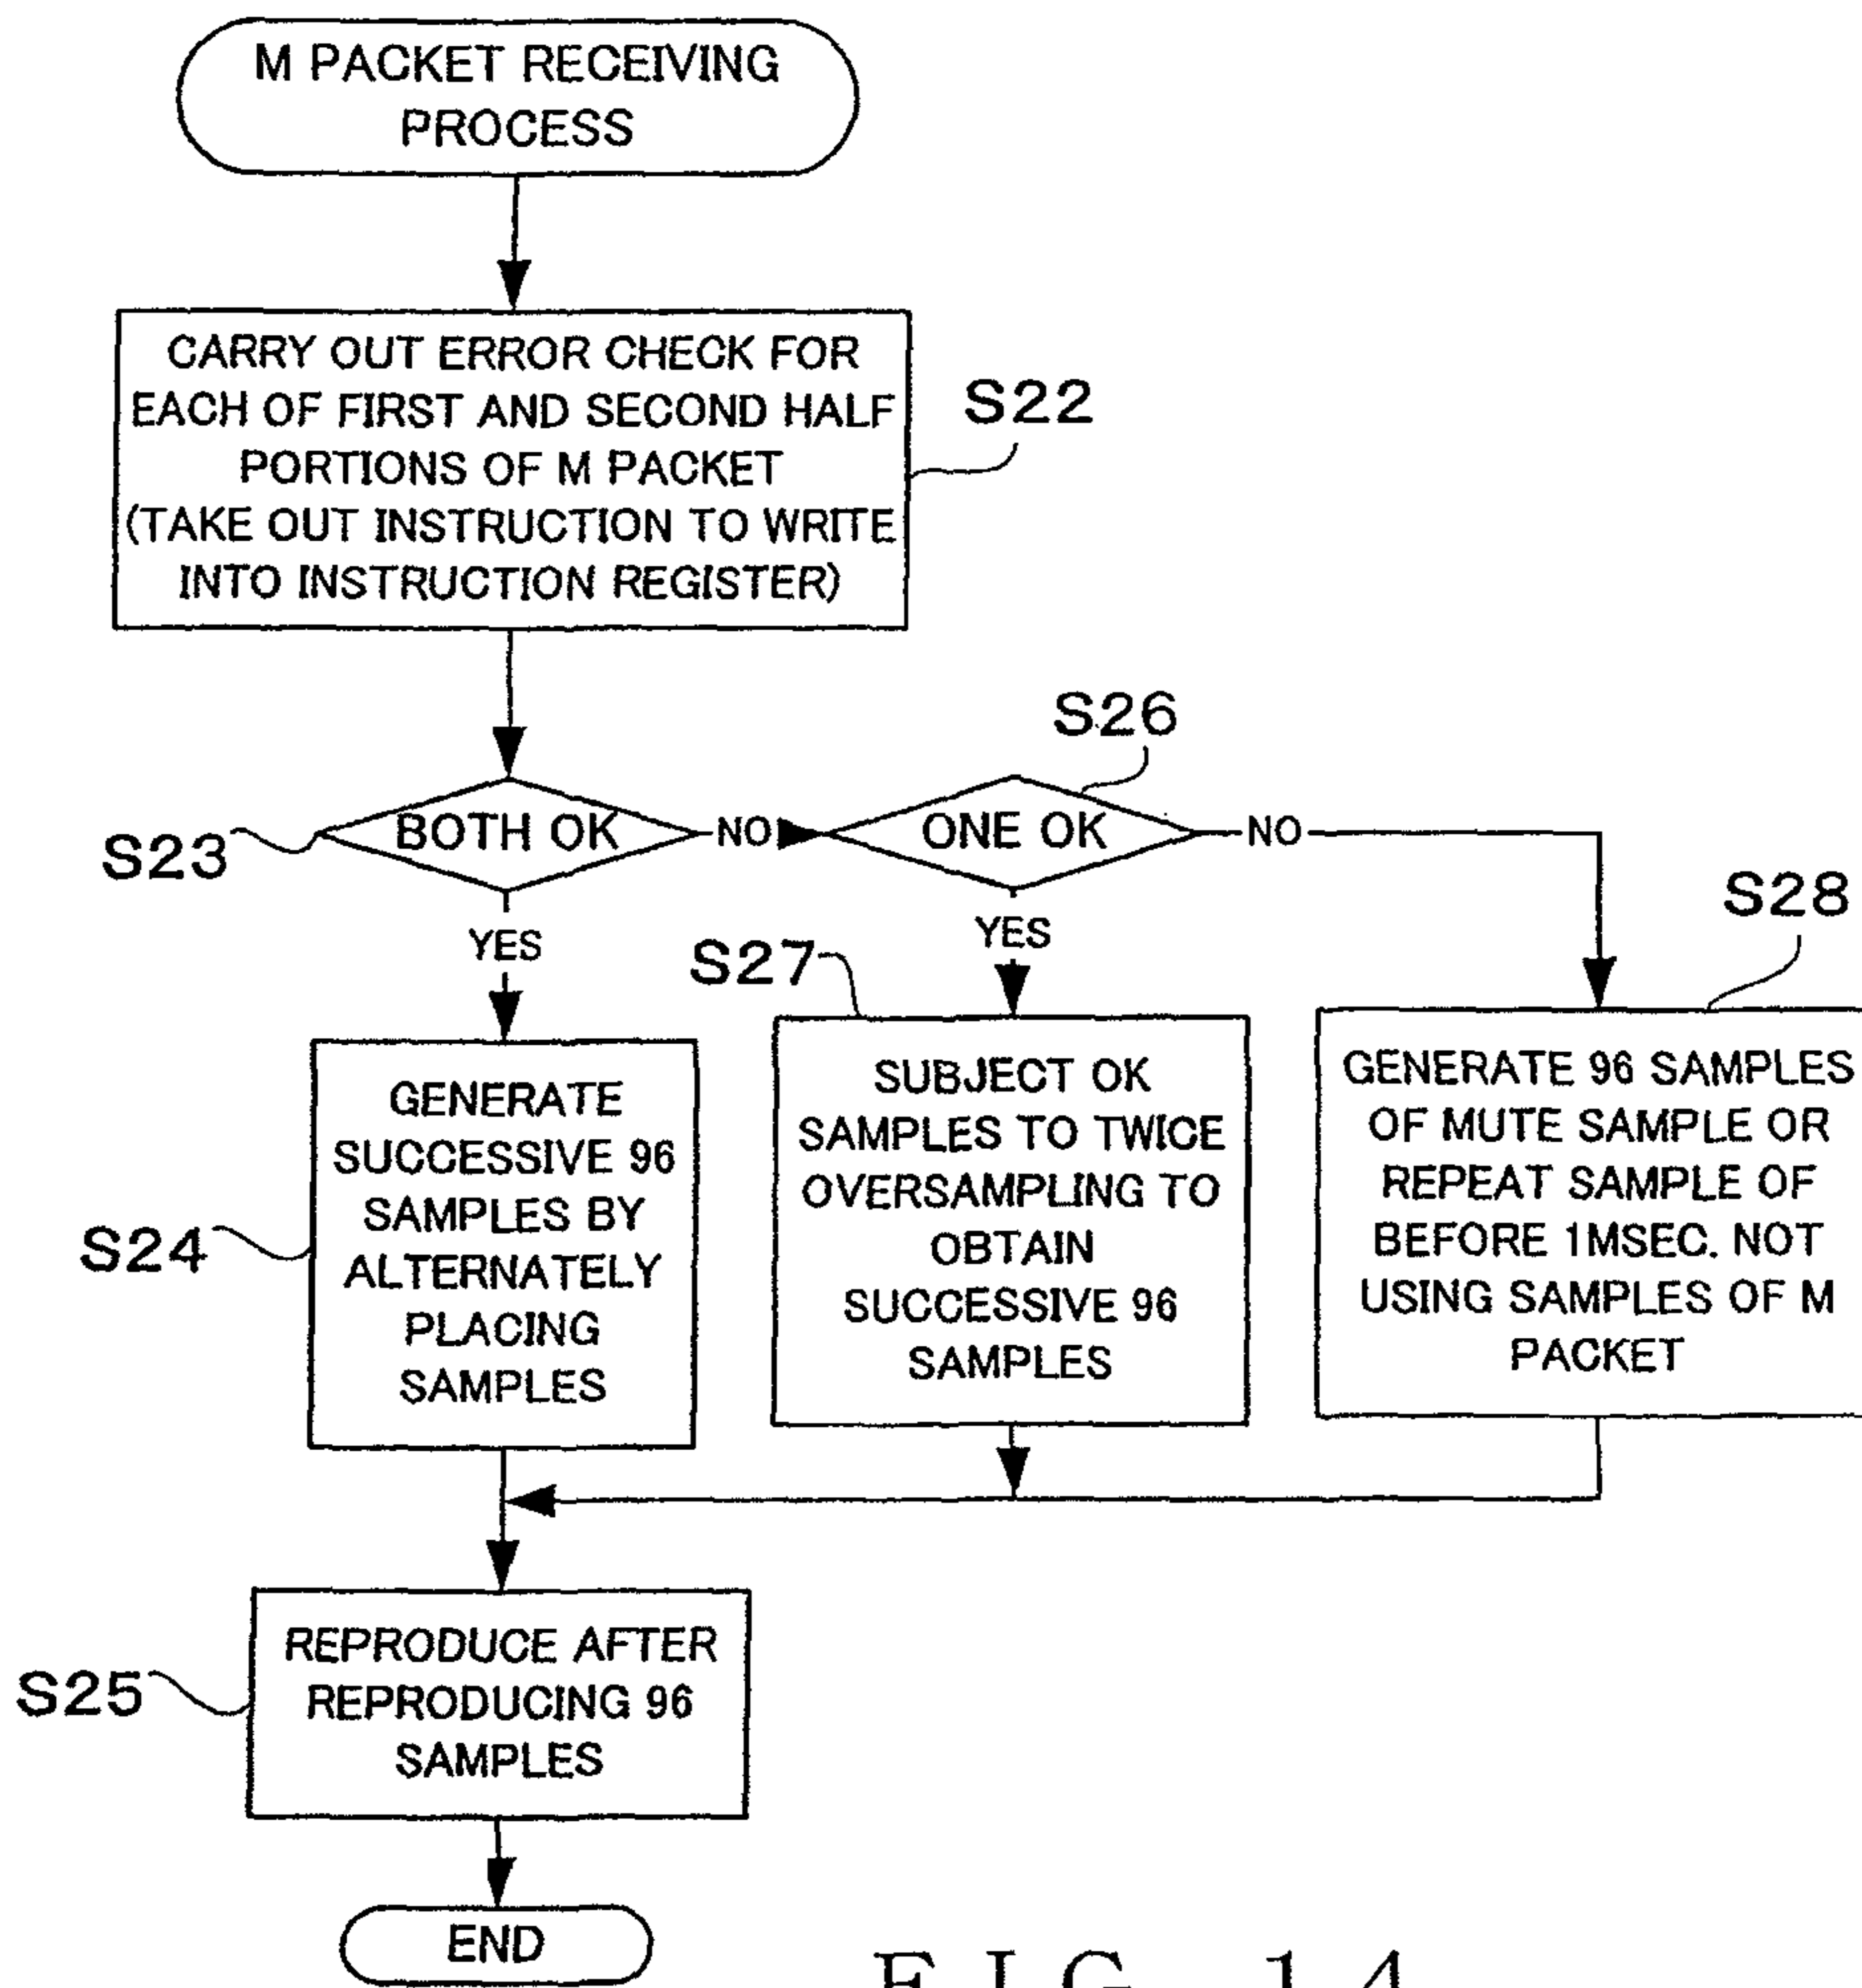 M PACKET RECEIVING
PROCESS
CARRY OUT ERROR CHECK FOR
EACH OF FIRST AND SECOND HALF
PORTIONS OF M PACKET
(TAKE OUT INSTRUCTION TO WRITE
INTO INSTRUCTION REGISTER)
S22
S23
BOTH OK
NO
S26
ONE OK
NO
YES
YES
S24
GENERATE
SUCCESSIVE 96
SAMPLES BY
ALTERNATELY
PLACING
SAMPLES
S27
SUBJECT OK
SAMPLES TO TWICE
OVERSAMPLING TO
OBTAIN
SUCCESSIVE 96
SAMPLES
S28
GENERATE 96 SAMPLES
OF MUTE SAMPLE OR
REPEAT SAMPLE OF
BEFORE 1MSEC. NOT
USING SAMPLES OF M
PACKET
S25
REPRODUCE AFTER
REPRODUCING 96
SAMPLES
END
FIG. 14